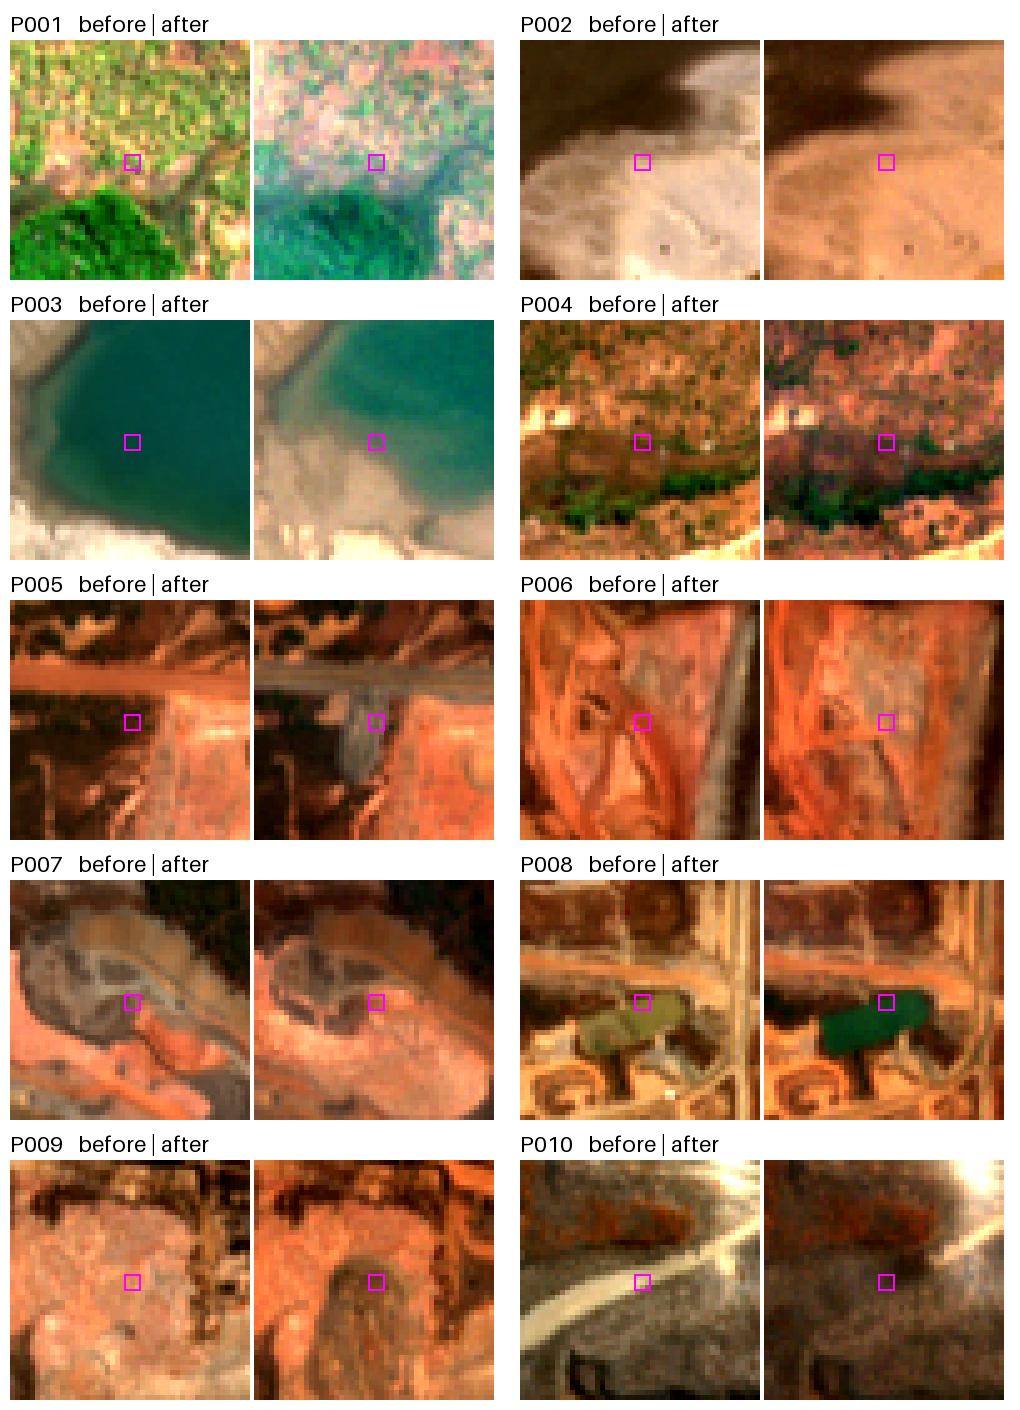 P001 before | after
P002 before | after
P003 before | after
P004 before | after
P005 before | after
P006 before | after
P007 before | after
P008 before | after
P009 before | after
P010 before | after